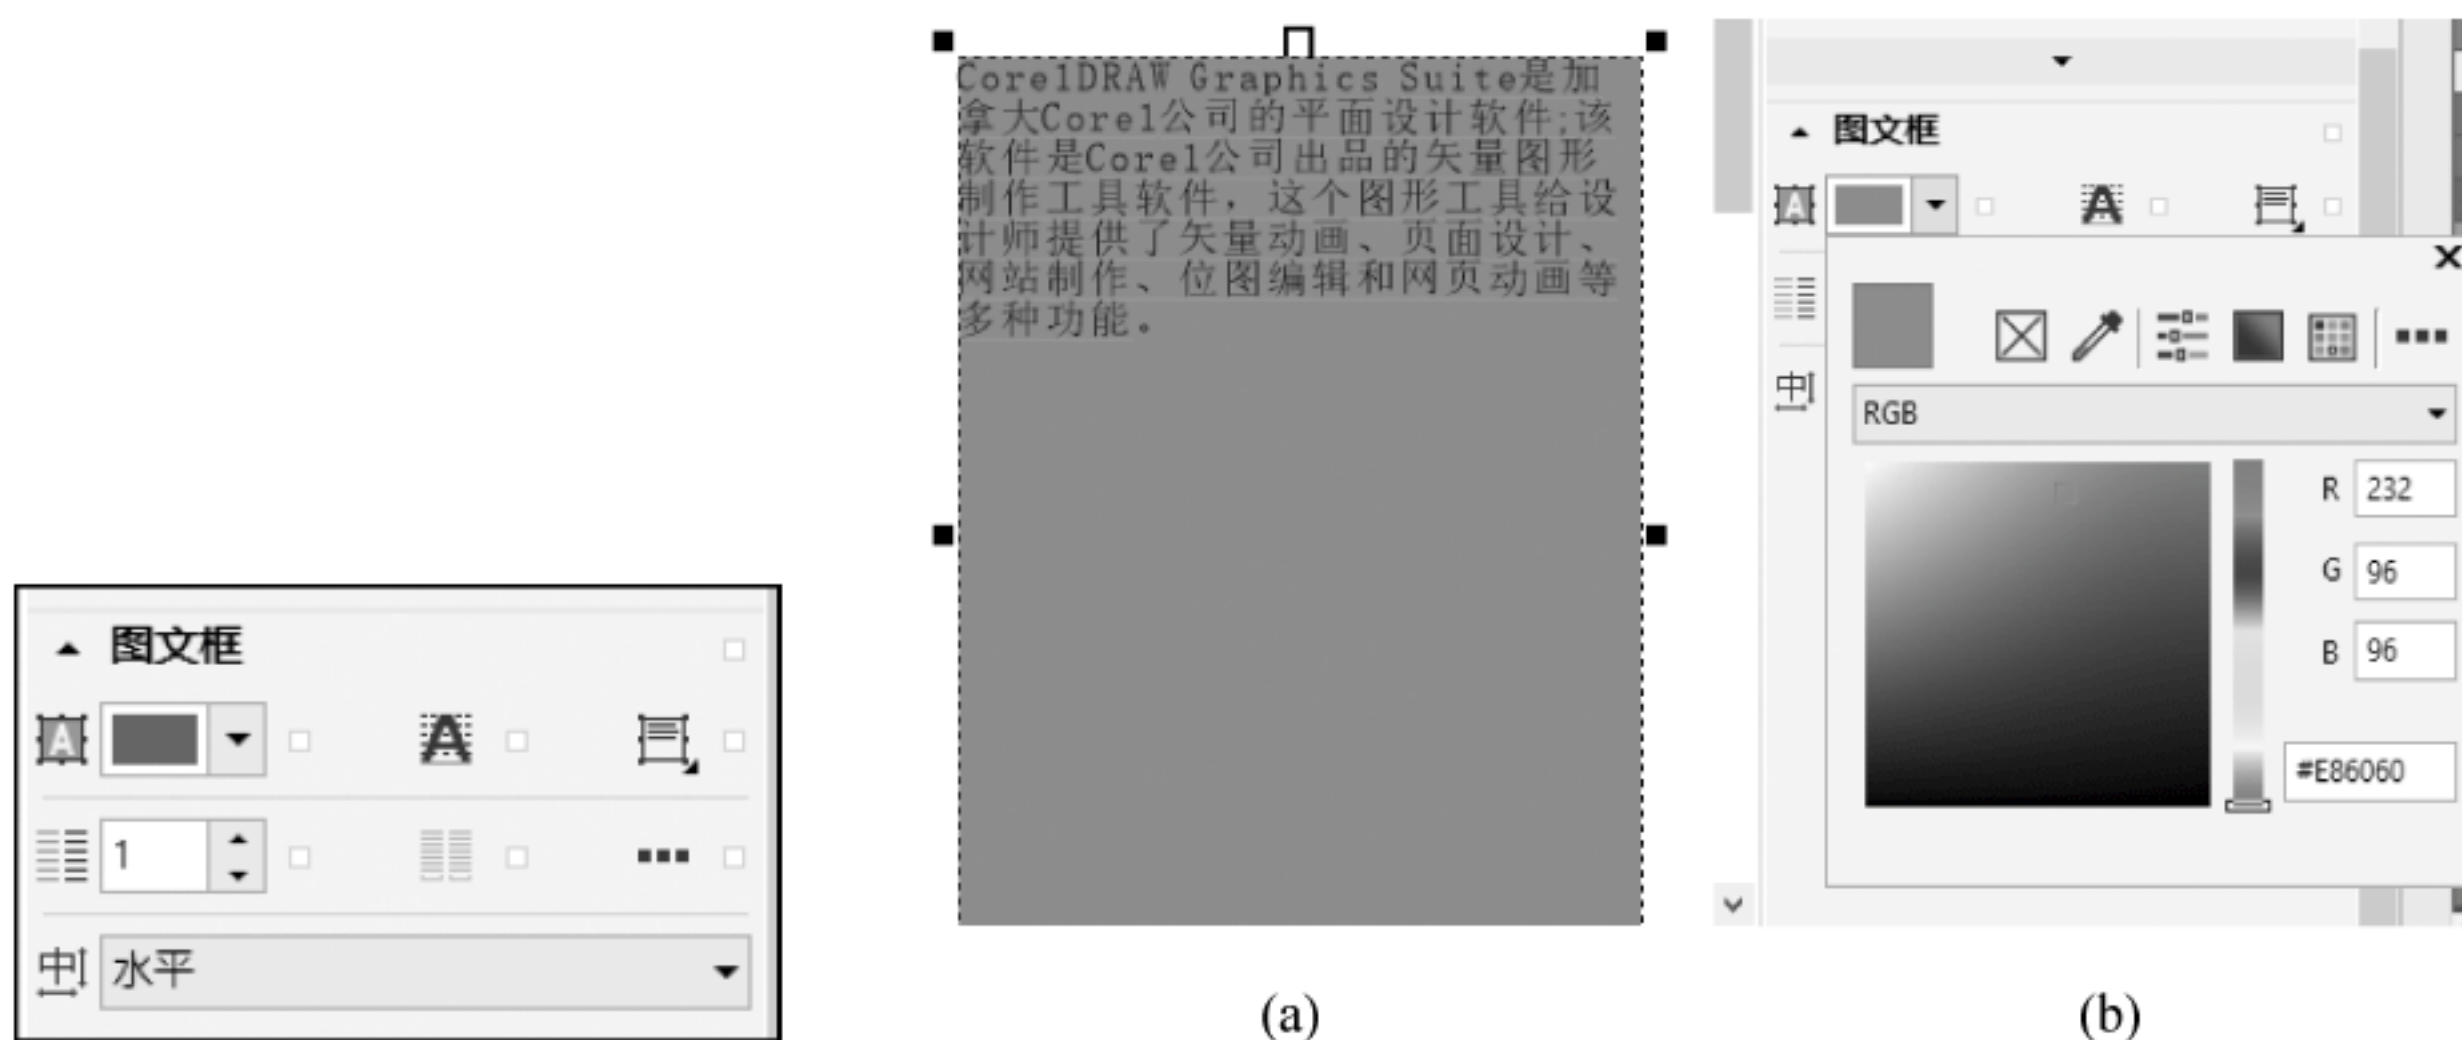 图文框
1
水平
CorelDRAW Graphics Suite是加
拿大Corel公司的平面设计软件;该
软件是Corel公司出品的矢量图形
制作工具软件，这个图形工具给设
计师提供了矢量动画、页面设计、
网站制作、位图编辑和网页动画等
多种功能。
(a)
图文框
RGB
R 232
G 96
B 96
#E86060
(b)